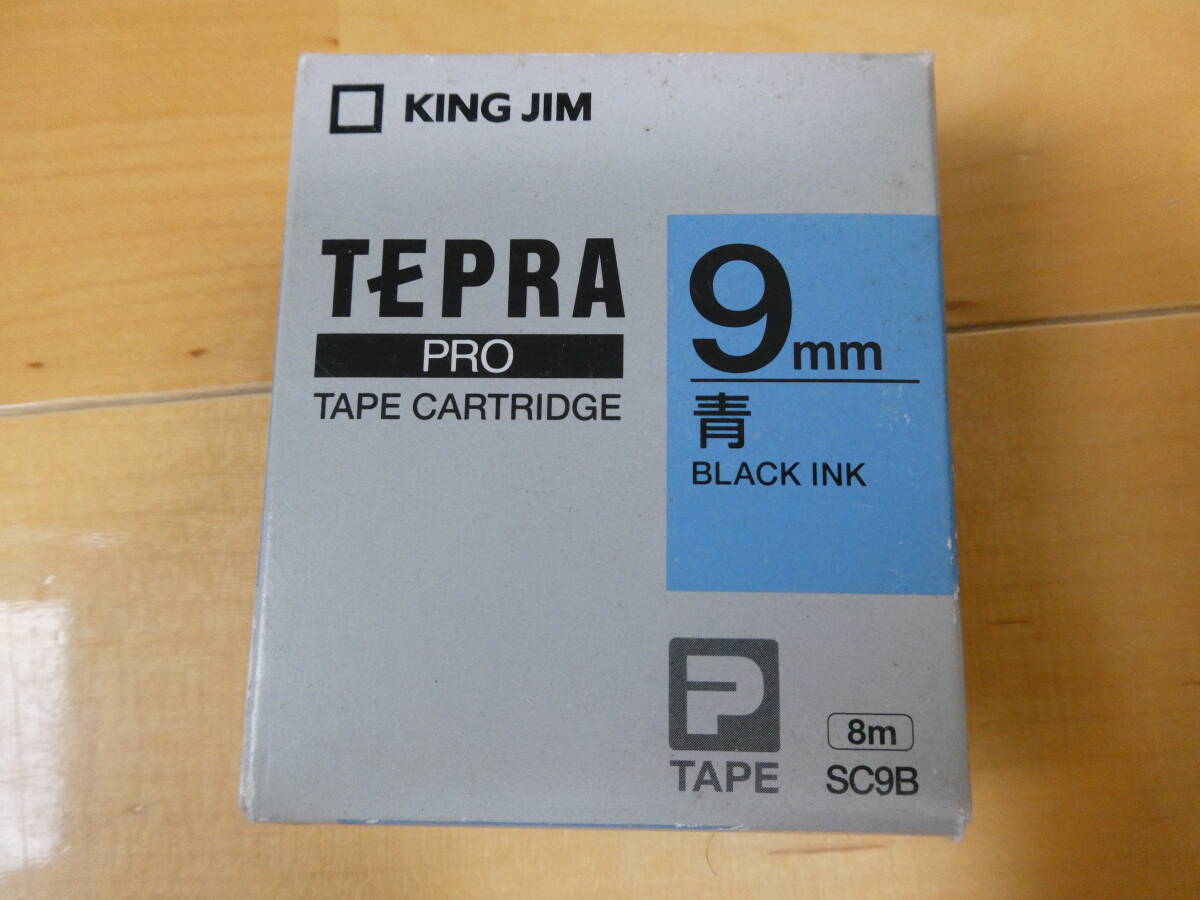 KING JIM
TEPRA
PRO
TAPE CARTRIDGE
9mm
青
BLACK INK
P
TAPE
8m
SC9B